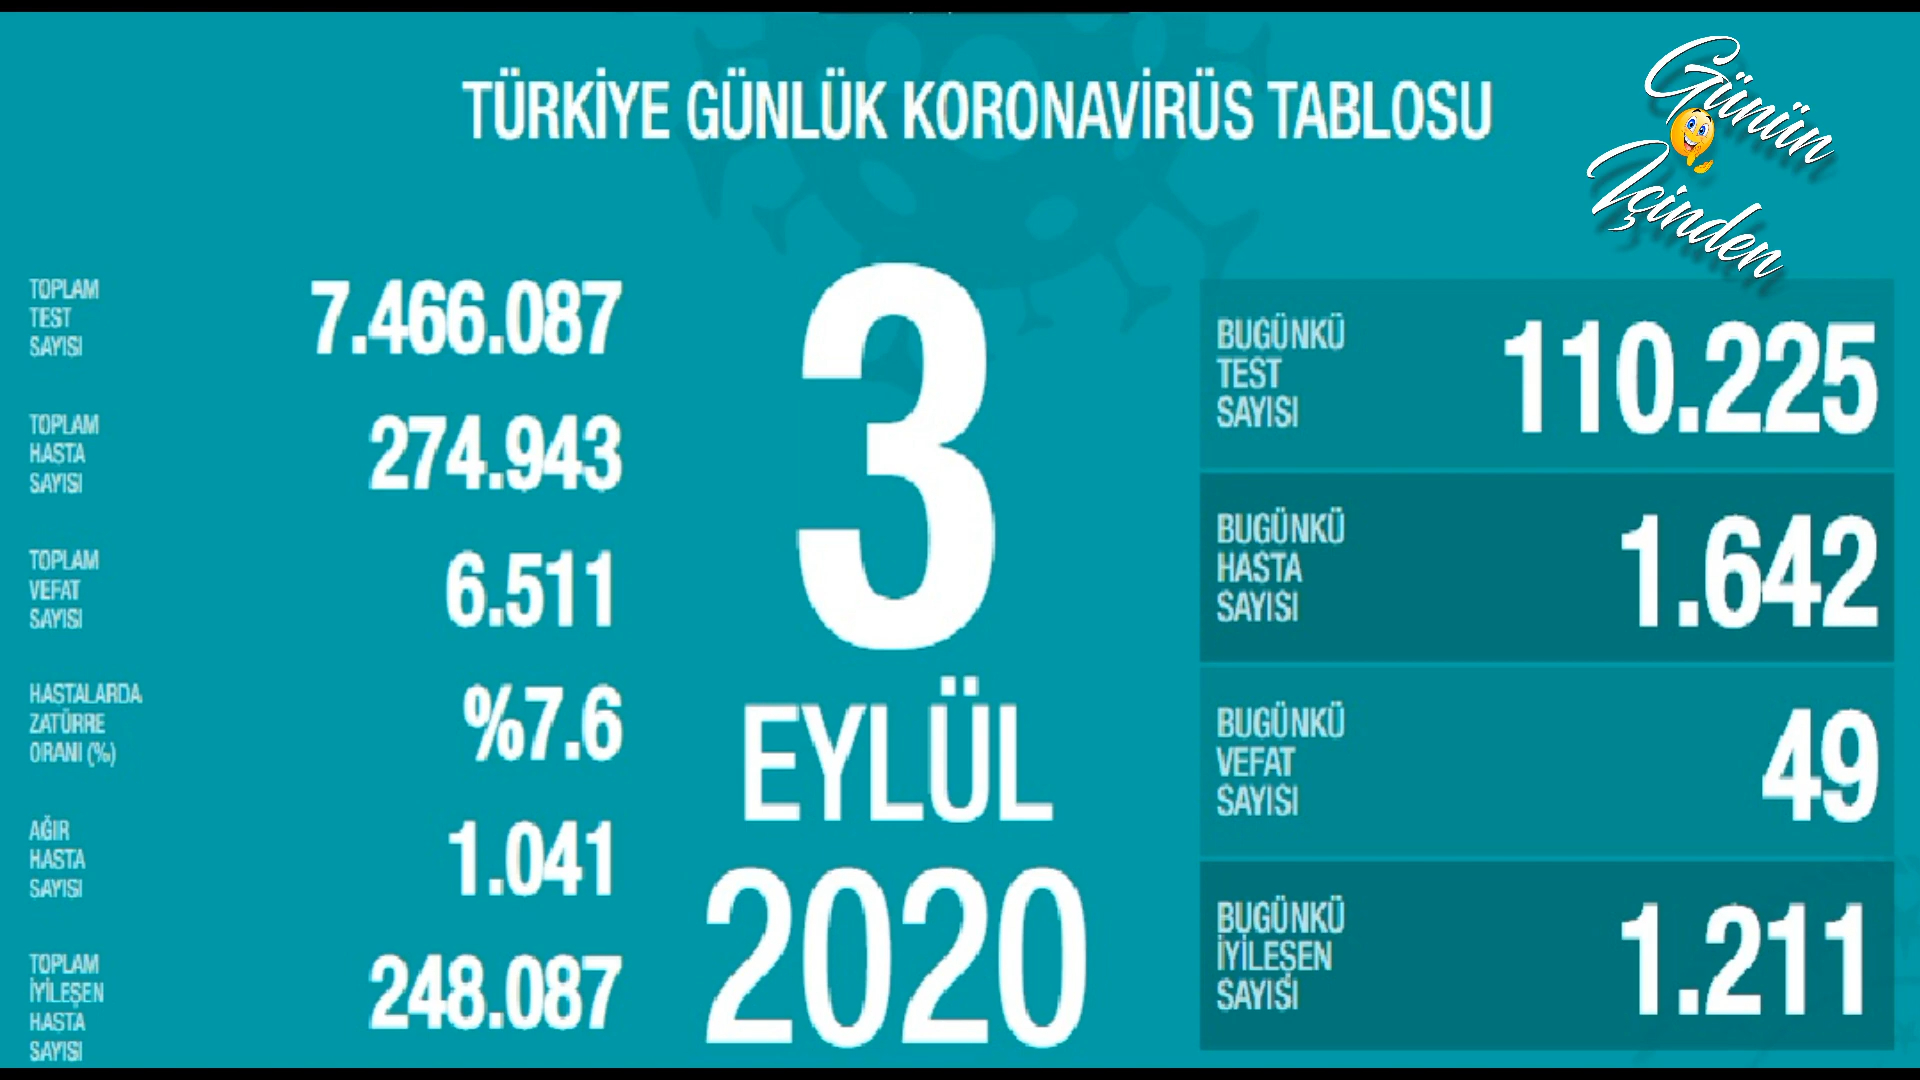 TÜRKİYE GÜNLÜK KORONAVİRÜS TABLOSU
Günün
İçinden
TOPLAM
TEST
SAYISI
7.466.087
TOPLAM
HASTA
SAYISI
274.943
TOPLAM
VEFAT
SAYISI
6.511
HASTALARDA
ZATÜRRE
ORANI (%)
%7.6
AĞIR
HASTA
SAYISI
1.041
TOPLAM
İYİLEŞEN
HASTA
SAYISI
248.087
3
EYLÜL
2020
BUGÜNKÜ
TEST
SAYISI
110.225
BUGÜNKÜ
HASTA
SAYISI
1.642
BUGÜNKÜ
VEFAT
SAYISI
49
BUGÜNKÜ
İYİLEŞEN
SAYISI
1.211